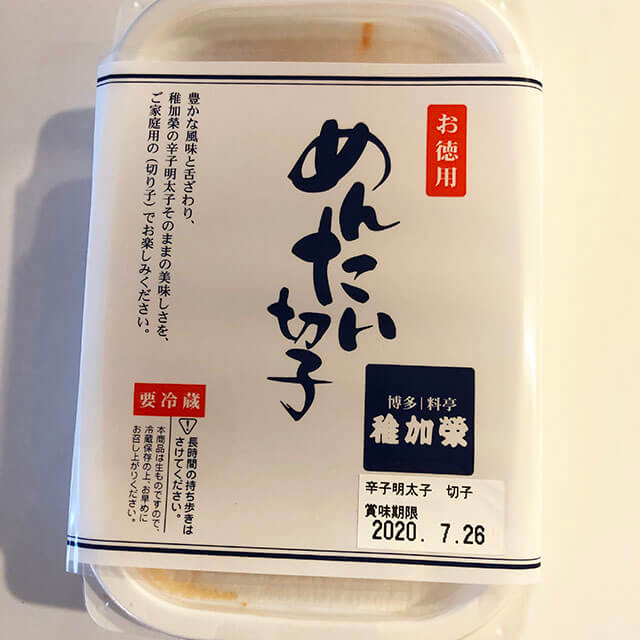 お徳用
めんたい切子
豊かな風味と舌ざわり、
稚加榮の辛子明太子そのままの美味しさを、
ご家庭用の(切り子)でお楽しみください。
博多|料亭
稚加榮
要冷蔵
長時間の持ち歩きは
さけてください。
本商品は生ものですので、
冷蔵保存の上、お早めに
お召し上がりください。
辛子明太子 切子
賞味期限
2020. 7.26